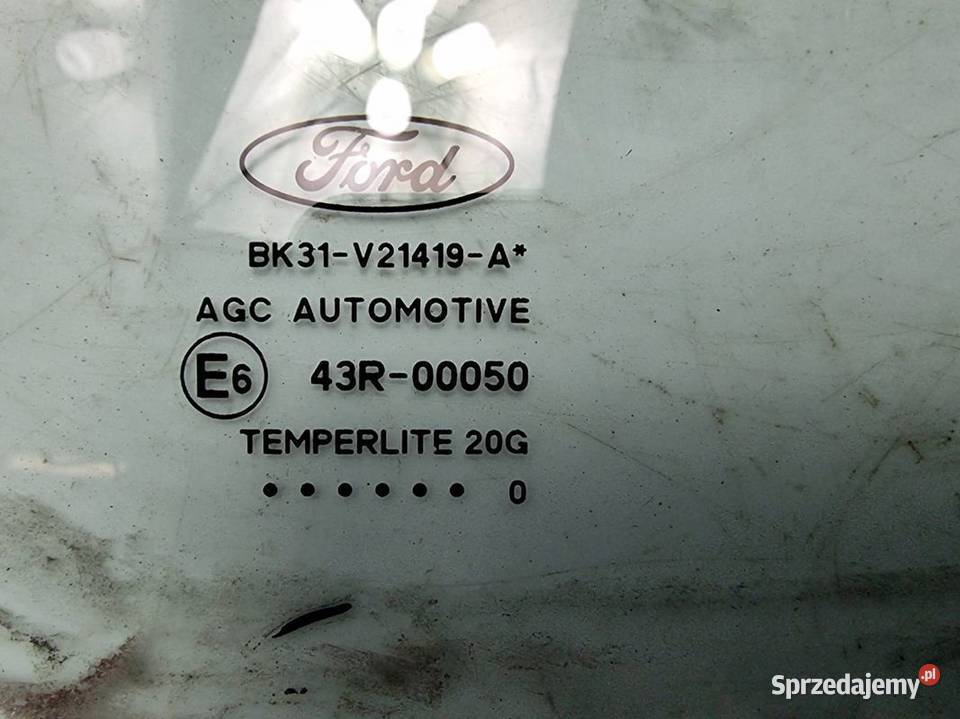 Ford
BK31-V21419-A*
AGC AUTOMOTIVE
E6 43R-00050
TEMPERLITE 20G
• • • • • • 0
Sprzedajemy.pl